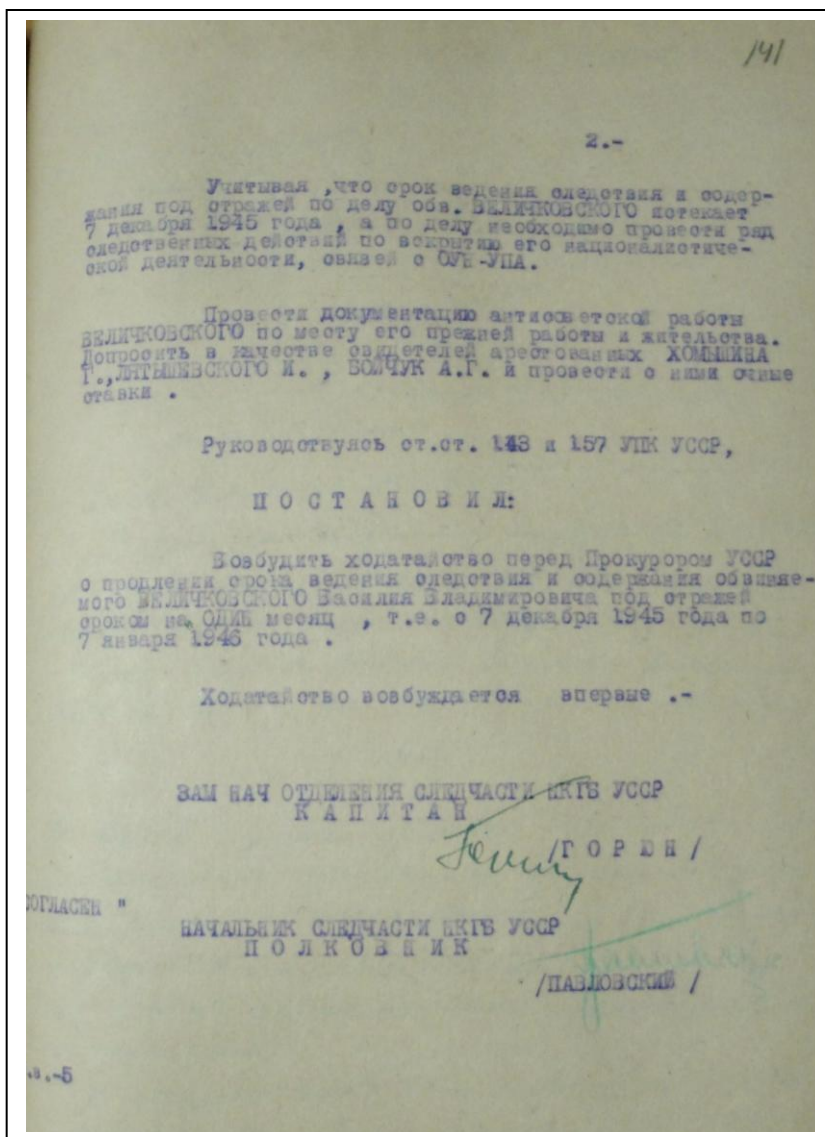 141
2.-
Учитывая ,что срок ведения следствия и содер-
жания под стражей по делу обв. ВЕЛИЧКОВСКОГО истекает
7 декабря 1945 года , а по делу необходимо провести ряд
следственных действий по вскрытию его националистиче-
ской деятельности, связей с ОУН-УПА.
Провести документацию антисоветской работы
ВЕЛИЧКОВСКОГО по месту его прежней работы и жительства.
Допросить в качестве свидетелей арестованных ХОМЫШИНА
Г.,ЛЯТЫШЕВСКОГО И. , БОЙЧУК А.Г. и провести с ними очные
ставки .
Руководствуясь ст.ст. 143 и 157 УПК УССР,
П О С Т А Н О В И Л:
Возбудить ходатайство перед Прокурором УССР
о продлении срока ведения следствия и содержания обвиняе-
мого ВЕЛИЧКОВСКОГО Василия Владимировича под стражей
сроком на ОДИН месяц , т.е. с 7 декабря 1945 года по
7 января 1946 года .
Ходатайство возбуждается впервые .-
ЗАМ НАЧ ОТДЕЛЕНИЯ СЛЕДЧАСТИ НКГБ УССР
К А П И Т А Н
/Г О Р Ю Н /
СОГЛАСЕН "
НАЧАЛЬНИК СЛЕДЧАСТИ НКГБ УССР
П О Л К О В Н И К
/ПАВЛОВСКИЙ /
.в.-5